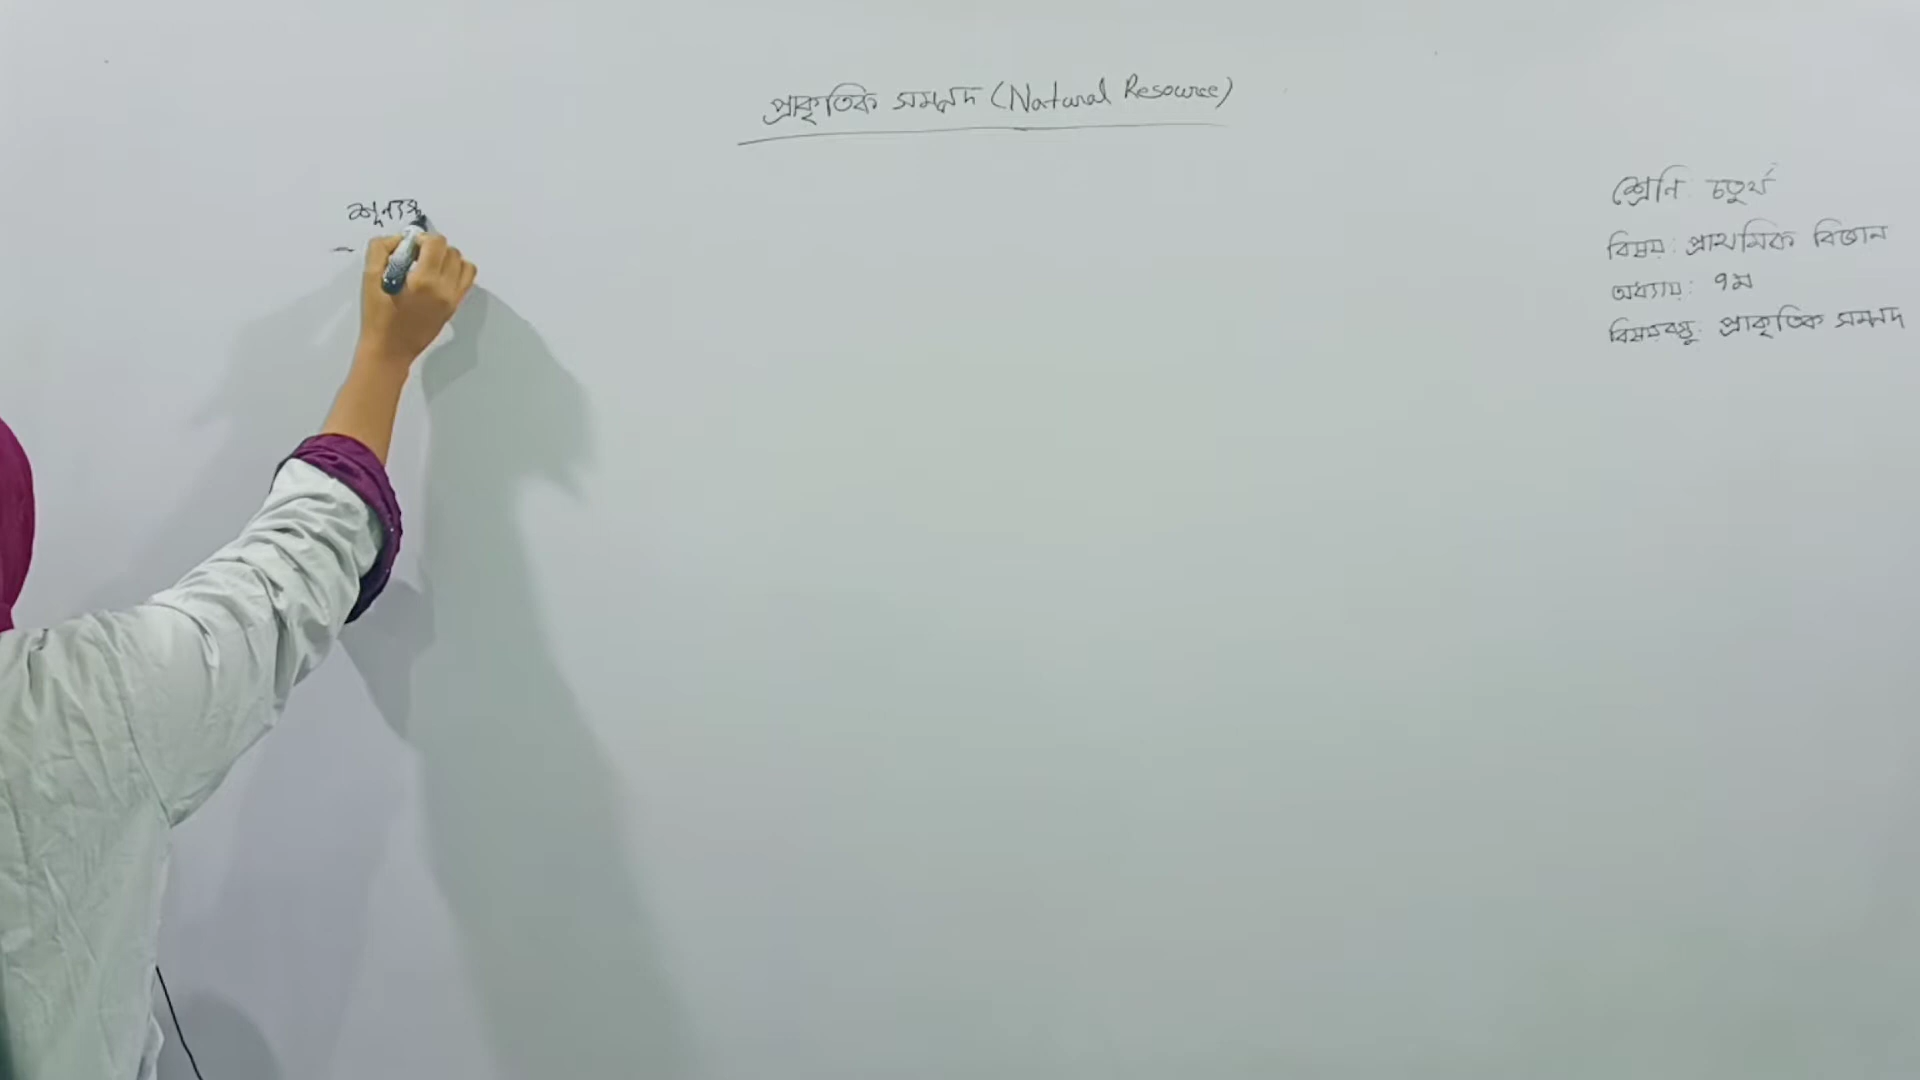 প্রাকৃতিক সম্পদ (Natural Resource)
শ্রেণি: চতুর্থ
বিষয়: প্রাথমিক বিজ্ঞান
অধ্যায়: ৭ম
বিষয়বস্তু: প্রাকৃতিক সম্পদ